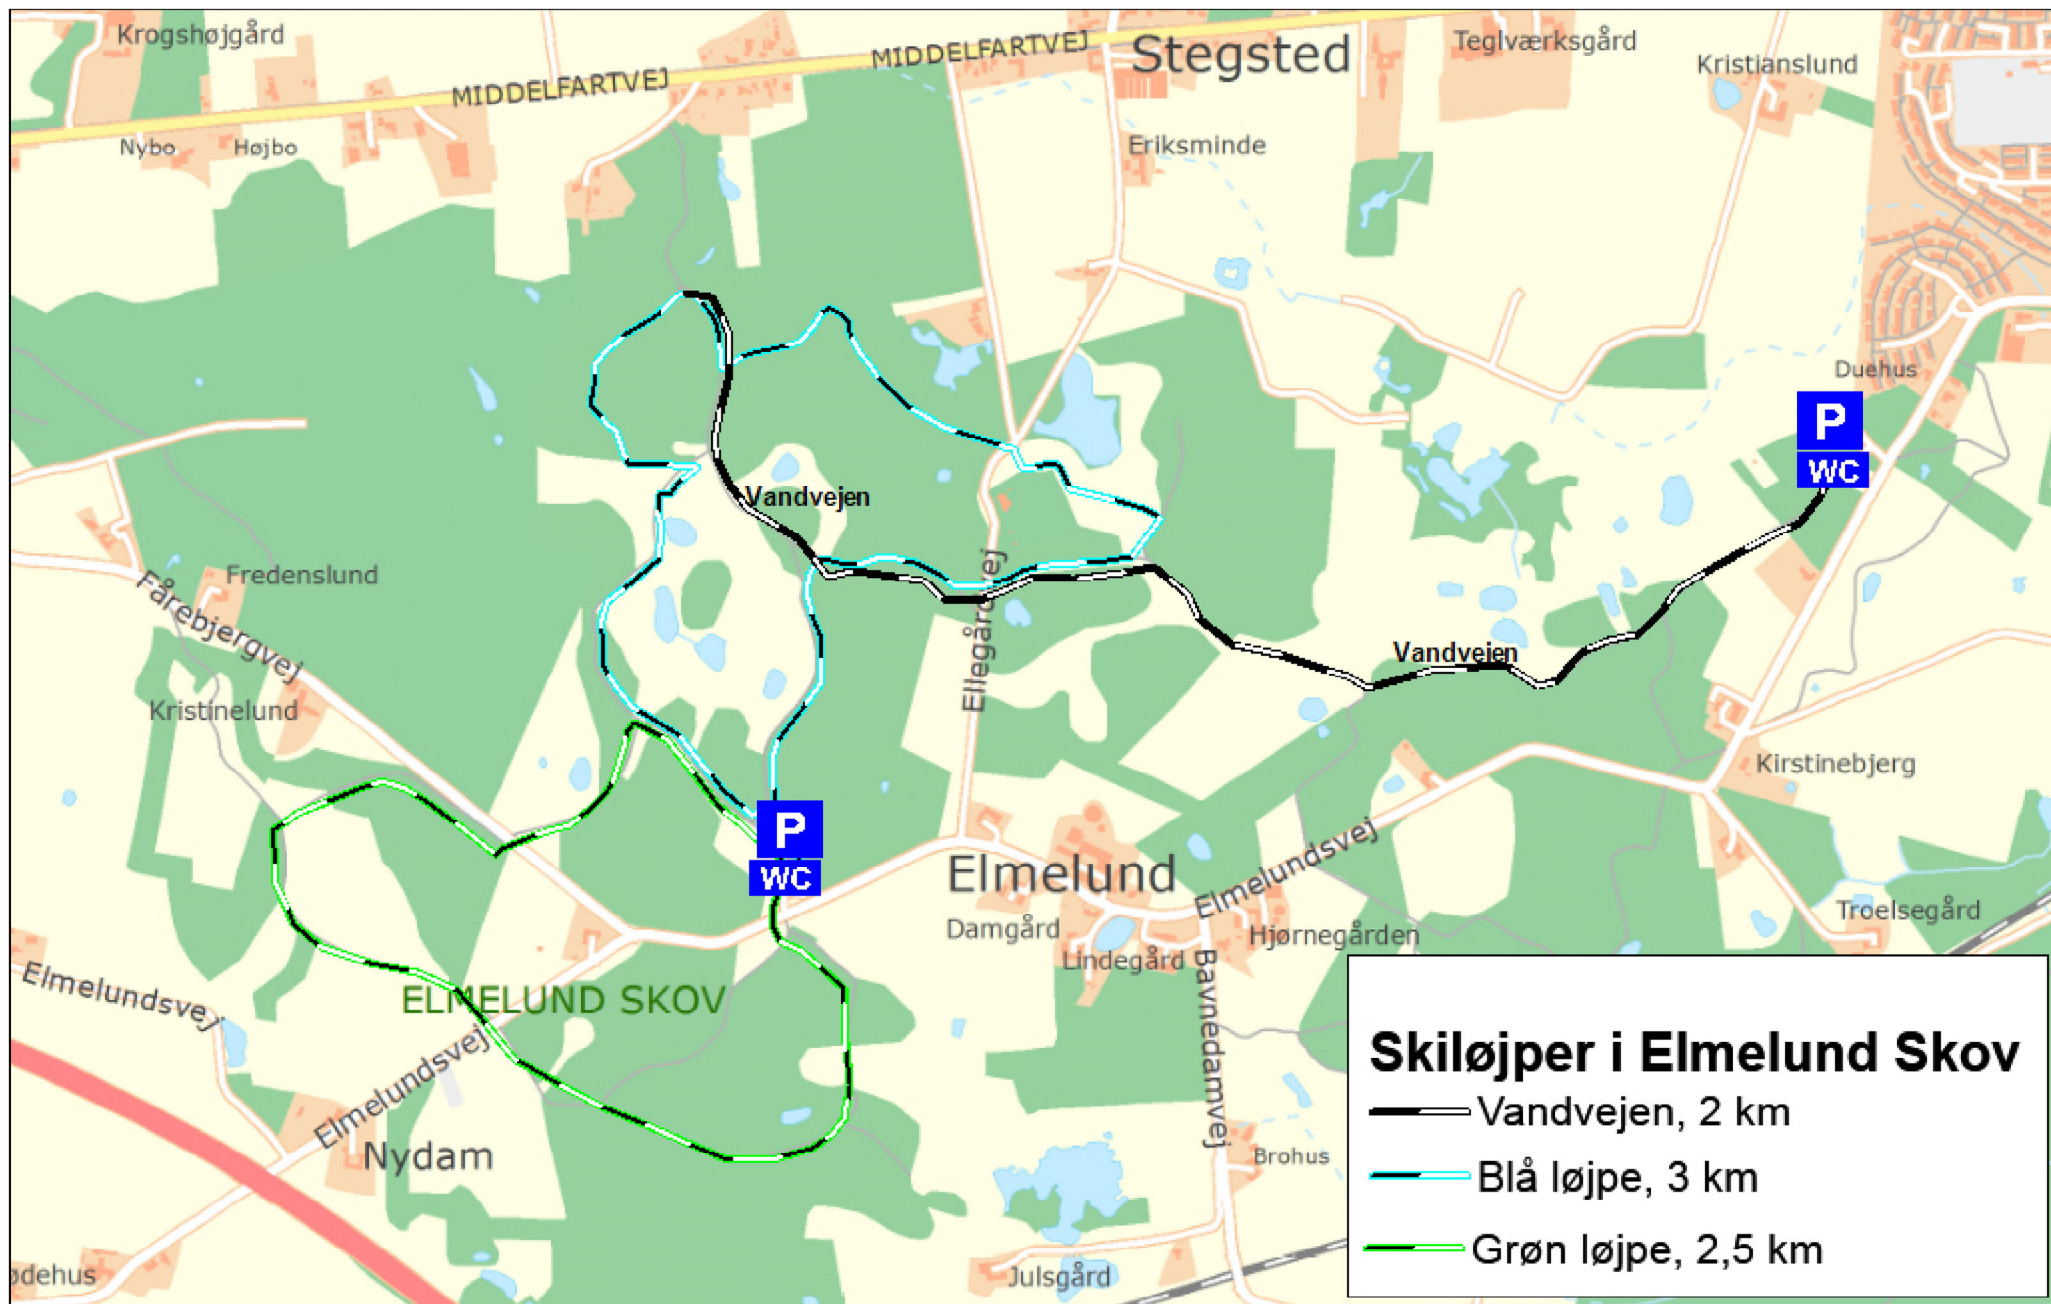 Krogshøjgård
MIDDELFARTVEJ
MIDDELFARTVEJ
Stegsted
Teglværksgård
Kristianslund
Nybo
Højbo
Eriksminde
Duehus
P
WC
Vandvejen
Fredenslund
Fårebjergvej
Ellegårdsvej
Vandvejen
Kristinelund
Kirstinebjerg
P
WC
Elmelund
Elmelundsvej
Damgård
Lindegård
Hjørnegården
Troelsegård
Elmelundsvej
ELMELUND SKOV
Elmelundsvej
Bavnedamvej
Nydam
Brohus
ødehus
Julsgård
Skiløjper i Elmelund Skov
Vandvejen, 2 km
Blå løjpe, 3 km
Grøn løjpe, 2,5 km